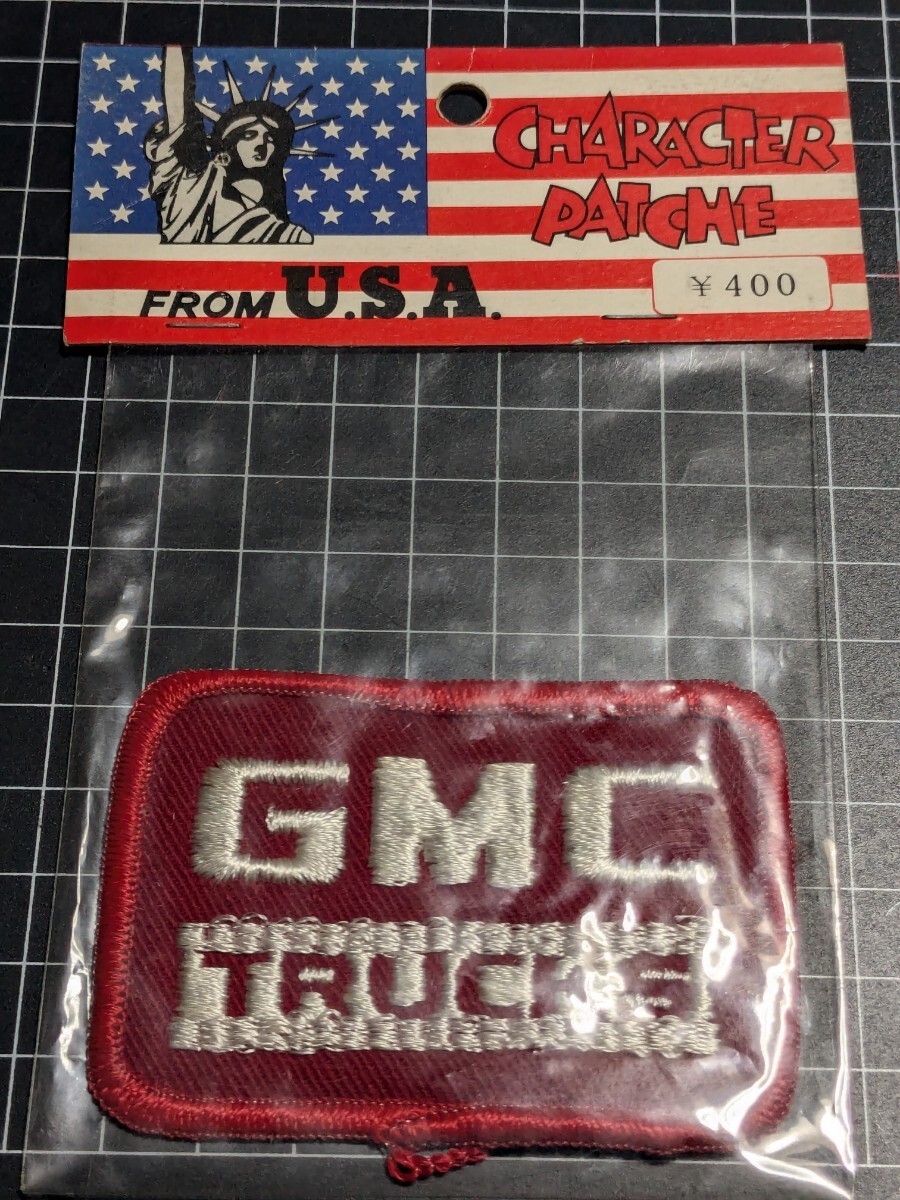 CHARACTER
PATCHE
FROM U.S.A.
¥400
GMC
TRUCKS